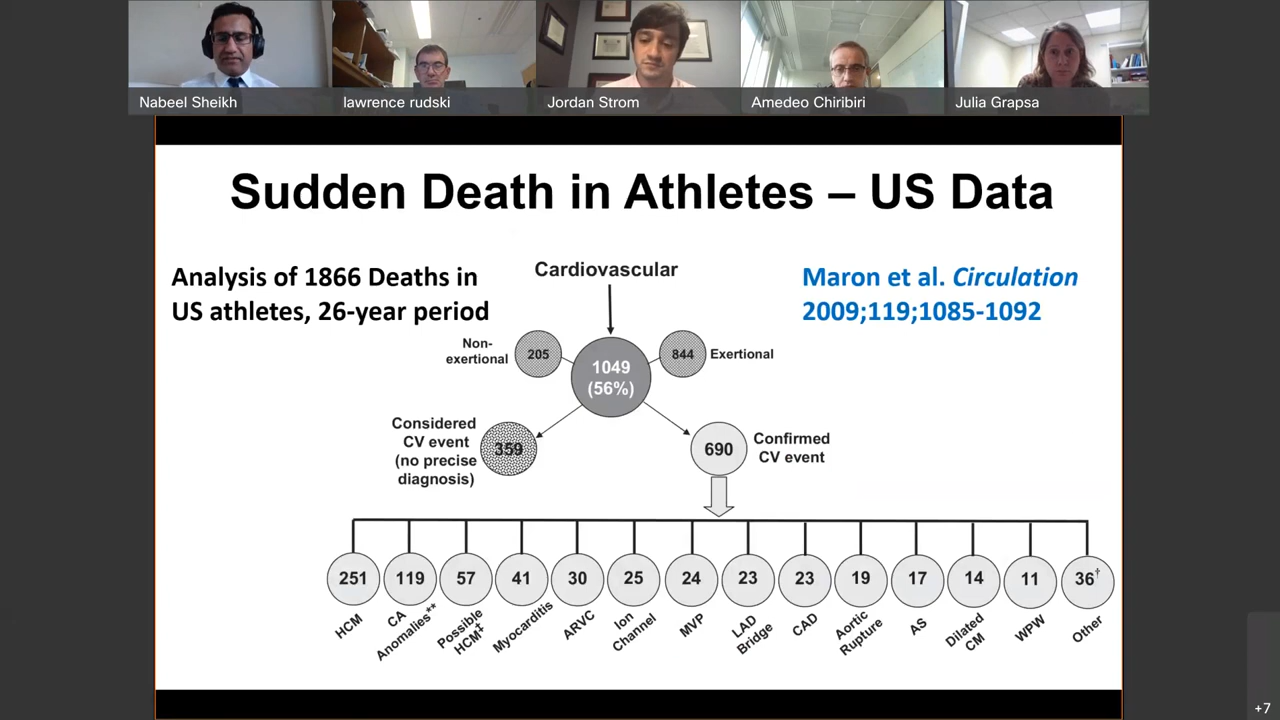 Nabeel Sheikh
lawrence rudski
Jordan Strom
Amedeo Chiribiri
Julia Grapsa
Sudden Death in Athletes – US Data
Analysis of 1866 Deaths in
US athletes, 26-year period
Cardiovascular
Maron et al. Circulation
2009;119;1085-1092
Non-
exertional
205
1049
(56%)
844
Exertional
Considered
CV event
(no precise
diagnosis)
359
690
Confirmed
CV event
251
119
57
41
30
25
24
23
23
19
17
14
11
36†
HCM
CA
Anomalies**
Possible
HCM‡
Myocarditis
ARVC
Ion
Channel
MVP
LAD
Bridge
CAD
Aortic
Rupture
AS
Dilated
CM
WPW
Other
+7